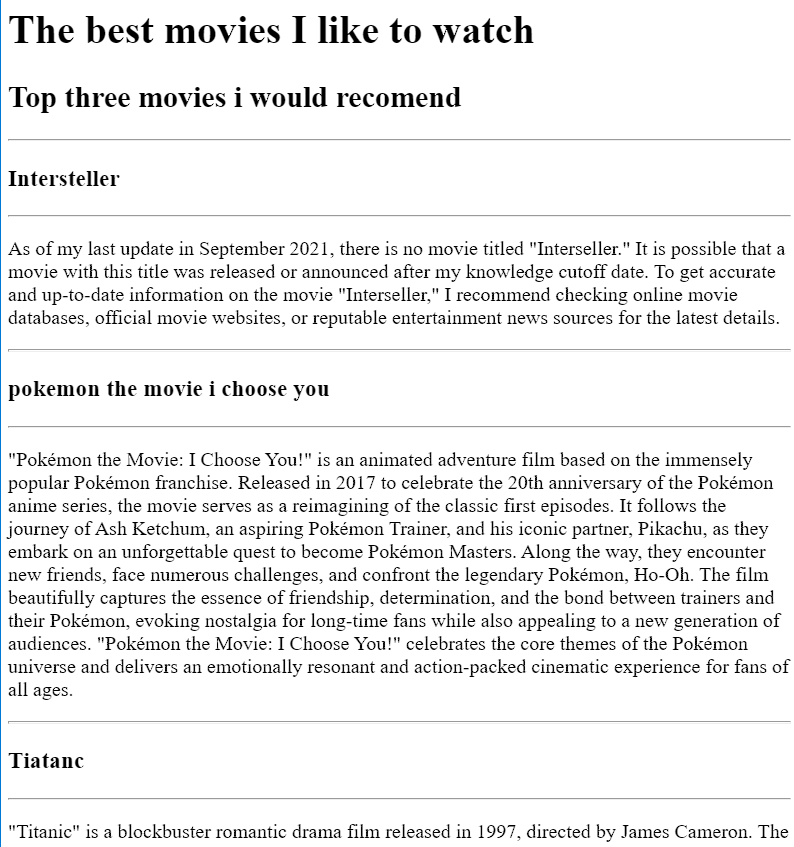 The best movies I like to watch
Top three movies i would recomend
Intersteller
As of my last update in September 2021, there is no movie titled "Interseller." It is possible that a
movie with this title was released or announced after my knowledge cutoff date. To get accurate
and up-to-date information on the movie "Interseller," I recommend checking online movie
databases, official movie websites, or reputable entertainment news sources for the latest details.
pokemon the movie i choose you
"Pokémon the Movie: I Choose You!" is an animated adventure film based on the immensely
popular Pokémon franchise. Released in 2017 to celebrate the 20th anniversary of the Pokémon
anime series, the movie serves as a reimagining of the classic first episodes. It follows the
journey of Ash Ketchum, an aspiring Pokémon Trainer, and his iconic partner, Pikachu, as they
embark on an unforgettable quest to become Pokémon Masters. Along the way, they encounter
new friends, face numerous challenges, and confront the legendary Pokémon, Ho-Oh. The film
beautifully captures the essence of friendship, determination, and the bond between trainers and
their Pokémon, evoking nostalgia for long-time fans while also appealing to a new generation of
audiences. "Pokémon the Movie: I Choose You!" celebrates the core themes of the Pokémon
universe and delivers an emotionally resonant and action-packed cinematic experience for fans of
all ages.
Tiatanc
"Titanic" is a blockbuster romantic drama film released in 1997, directed by James Cameron. The